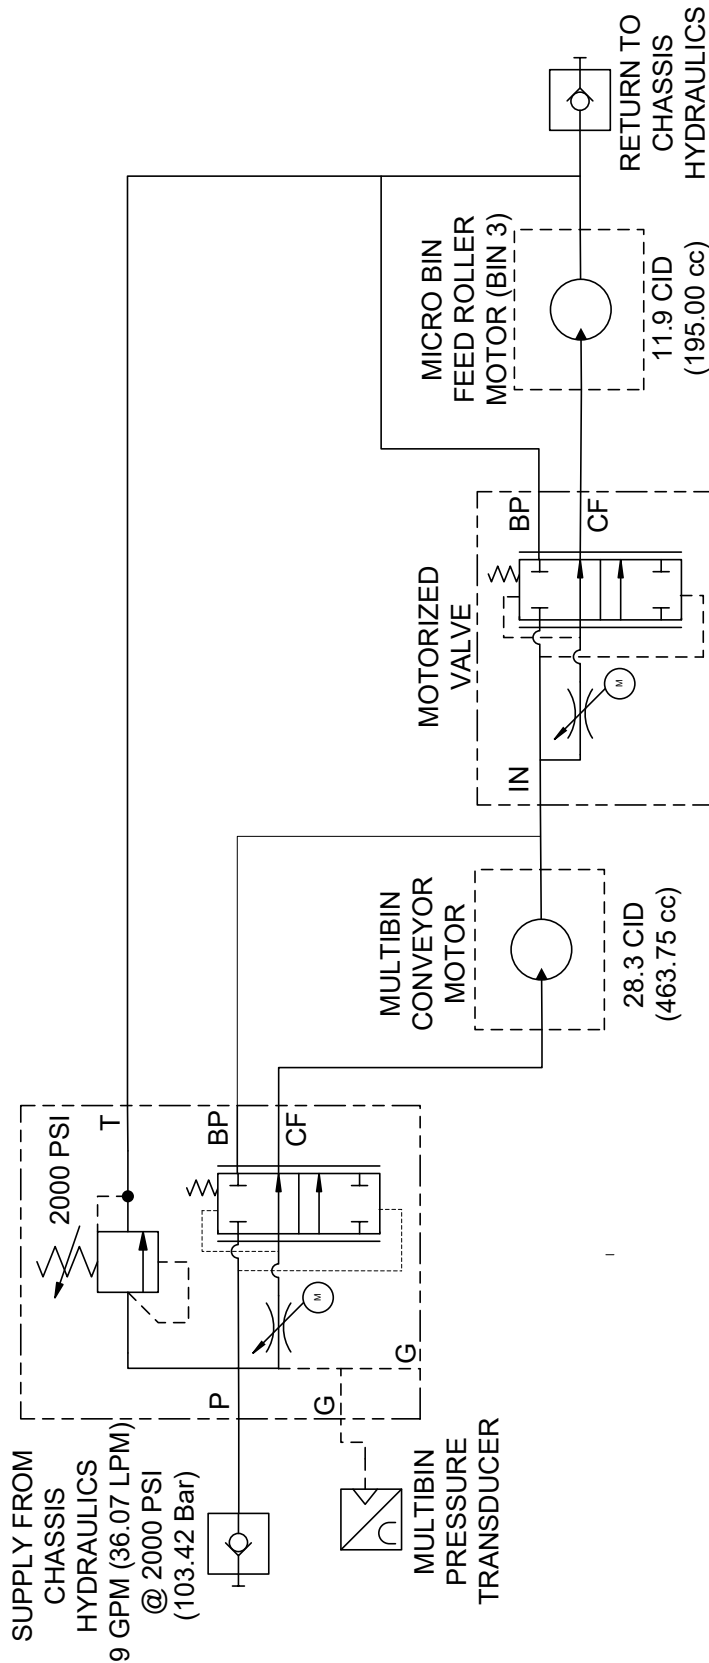 SUPPLY FROM
CHASSIS
HYDRAULICS
9 GPM (36.07 LPM)
@ 2000 PSI
(103.42 Bar)
MULTIBIN
PRESSURE
TRANSDUCER
P
G
G
2000 PSI
T
BP
CF
M
MULTIBIN
CONVEYOR
MOTOR
28.3 CID
(463.75 cc)
MOTORIZED
VALVE
IN
BP
CF
M
MICRO BIN
FEED ROLLER
MOTOR (BIN 3)
11.9 CID
(195.00 cc)
RETURN TO
CHASSIS
HYDRAULICS